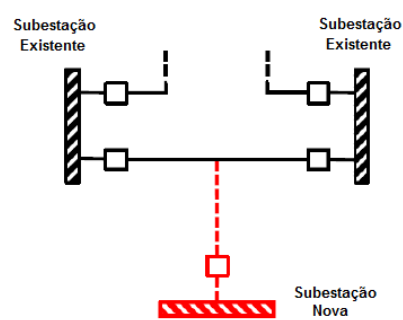 Subestação
Existente
Subestação
Existente
Subestação
Nova